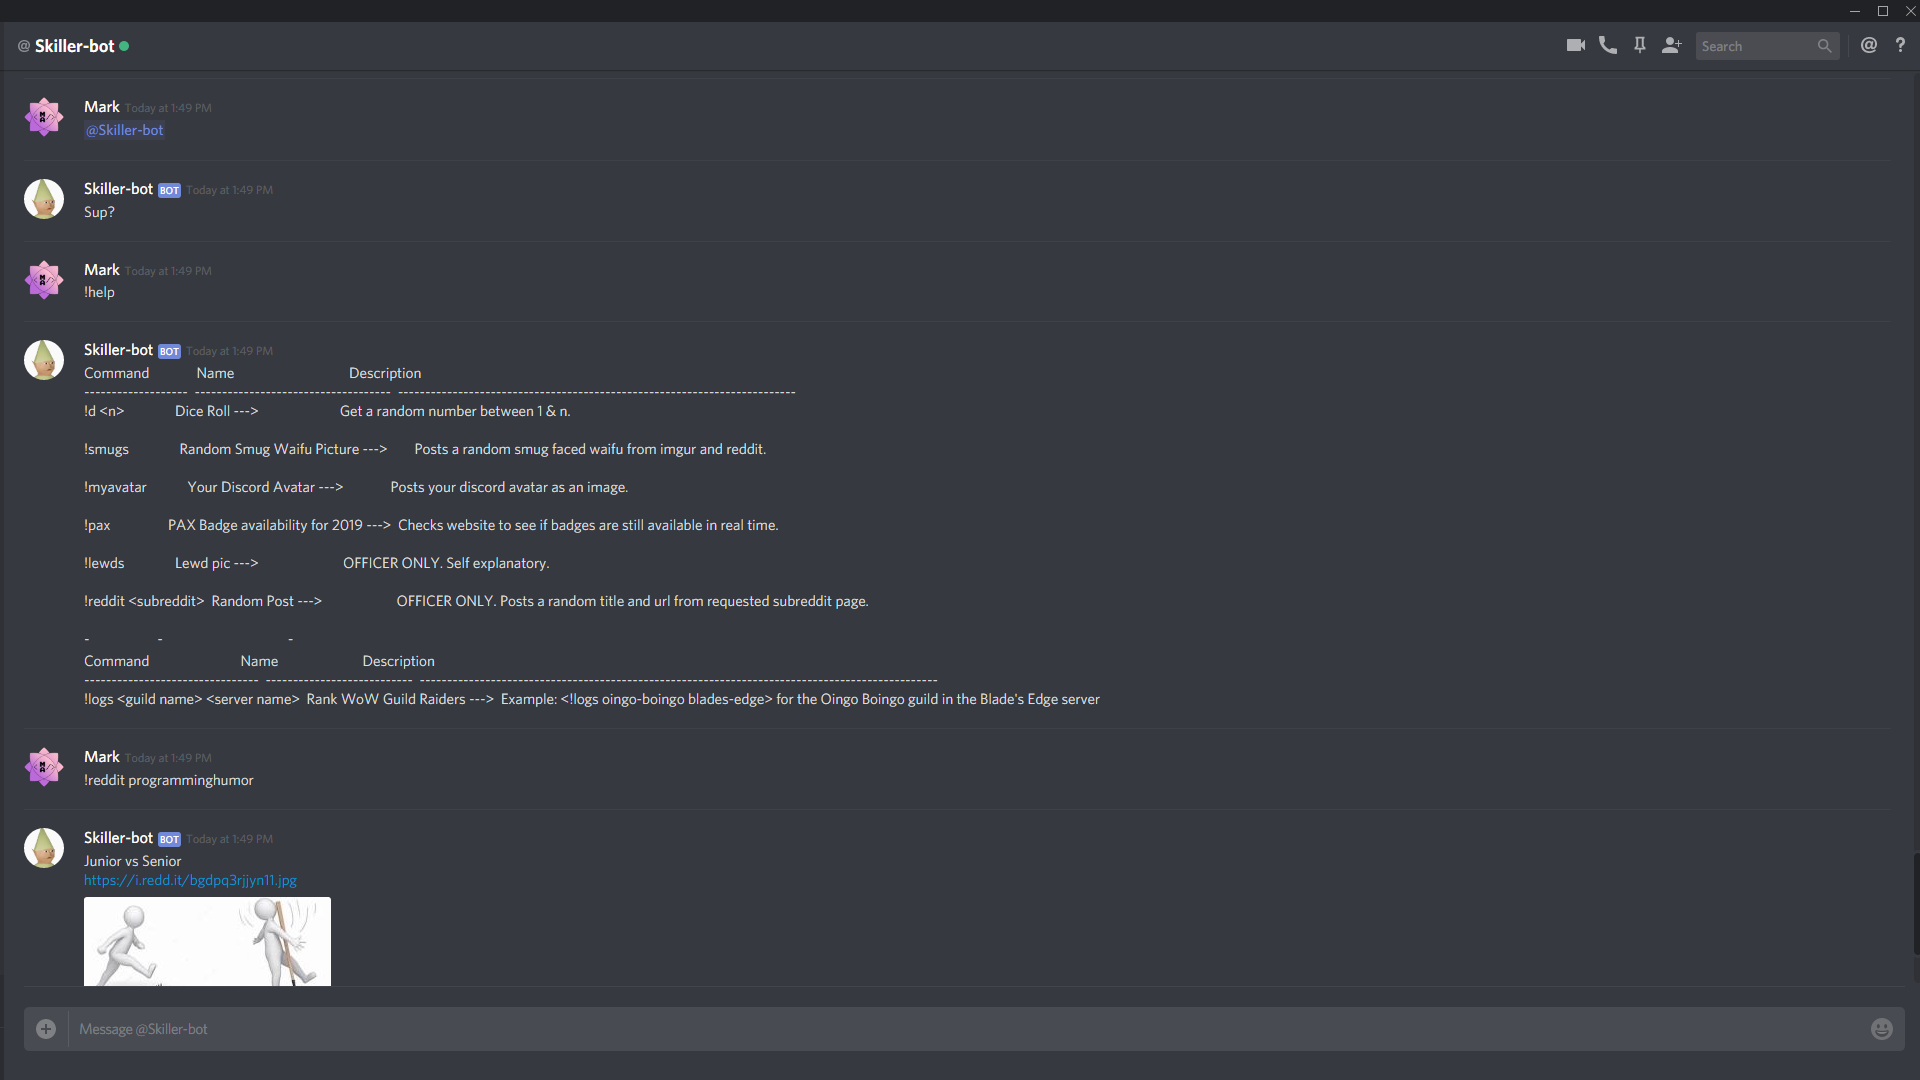 @ Skiller-bot
Search
@ ?
Mark Today at 1:49 PM
@Skiller-bot
Skiller-bot BOT Today at 1:49 PM
Sup?
Mark Today at 1:49 PM
!help
Skiller-bot BOT Today at 1:49 PM
Command Name Description
------------------- ------------------------------------ -------------------------------------------------------------------------
!d <n> Dice Roll ---> Get a random number between 1 & n.
!smugs Random Smug Waifu Picture ---> Posts a random smug faced waifu from imgur and reddit.
!myavatar Your Discord Avatar ---> Posts your discord avatar as an image.
!pax PAX Badge availability for 2019 ---> Checks website to see if badges are still available in real time.
!lewds Lewd pic ---> OFFICER ONLY. Self explanatory.
!reddit <subreddit> Random Post ---> OFFICER ONLY. Posts a random title and url from requested subreddit page.
- - -
Command Name Description
-------------------------------- --------------------------- -----------------------------------------------------------------------------------------------
!logs <guild name> <server name> Rank WoW Guild Raiders ---> Example: <!logs oingo-boingo blades-edge> for the Oingo Boingo guild in the Blade's Edge server
Mark Today at 1:49 PM
!reddit programminghumor
Skiller-bot BOT Today at 1:49 PM
Junior vs Senior
https://i.redd.it/bgdpq3rjjyn11.jpg
Message @Skiller-bot